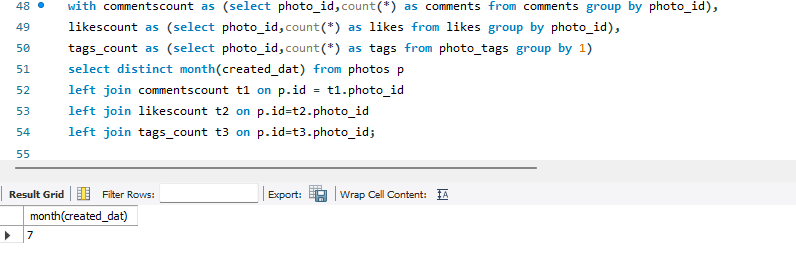 48 with commentscount as (select photo_id,count(*) as comments from comments group by photo_id),
49 likescount as (select photo_id,count(*) as likes from likes group by photo_id),
50 tags_count as (select photo_id,count(*) as tags from photo_tags group by 1)
51 select distinct month(created_dat) from photos p
52 left join commentscount t1 on p.id = t1.photo_id
53 left join likescount t2 on p.id=t2.photo_id
54 left join tags_count t3 on p.id=t3.photo_id;
55
Result Grid Filter Rows: Export: Wrap Cell Content:
month(created_dat)
7